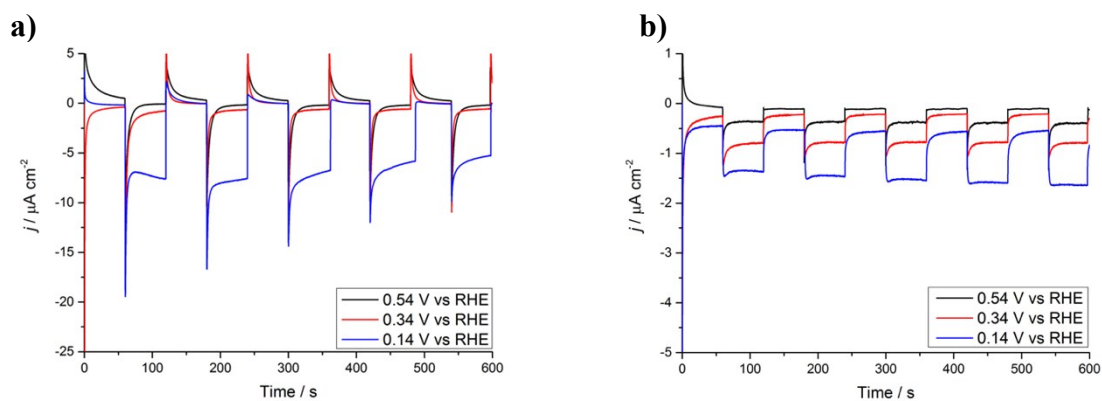 a)
5
0
-5
-10
-15
-20
-25
j / μA cm⁻²
0 100 200 300 400 500 600
Time / s
0.54 V vs RHE
0.34 V vs RHE
0.14 V vs RHE
b)
1
0
-1
-2
-3
-4
-5
j / μA cm⁻²
0 100 200 300 400 500 600
Time / s
0.54 V vs RHE
0.34 V vs RHE
0.14 V vs RHE